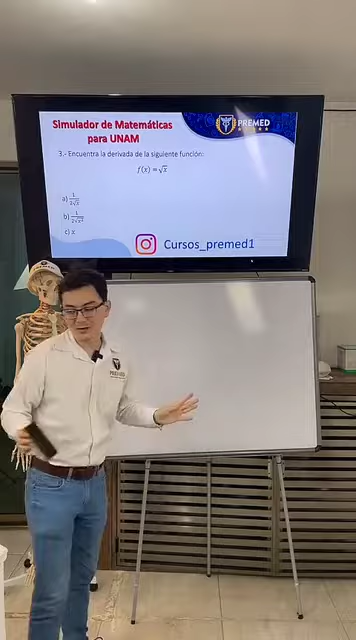 Simulador de Matemáticas
para UNAM
PREMED
3.- Encuentra la derivada de la siguiente función:
f(x) = √x
a) 1/2√x
b) 1/2√x²
c) x
Cursos_premed1
PREMED